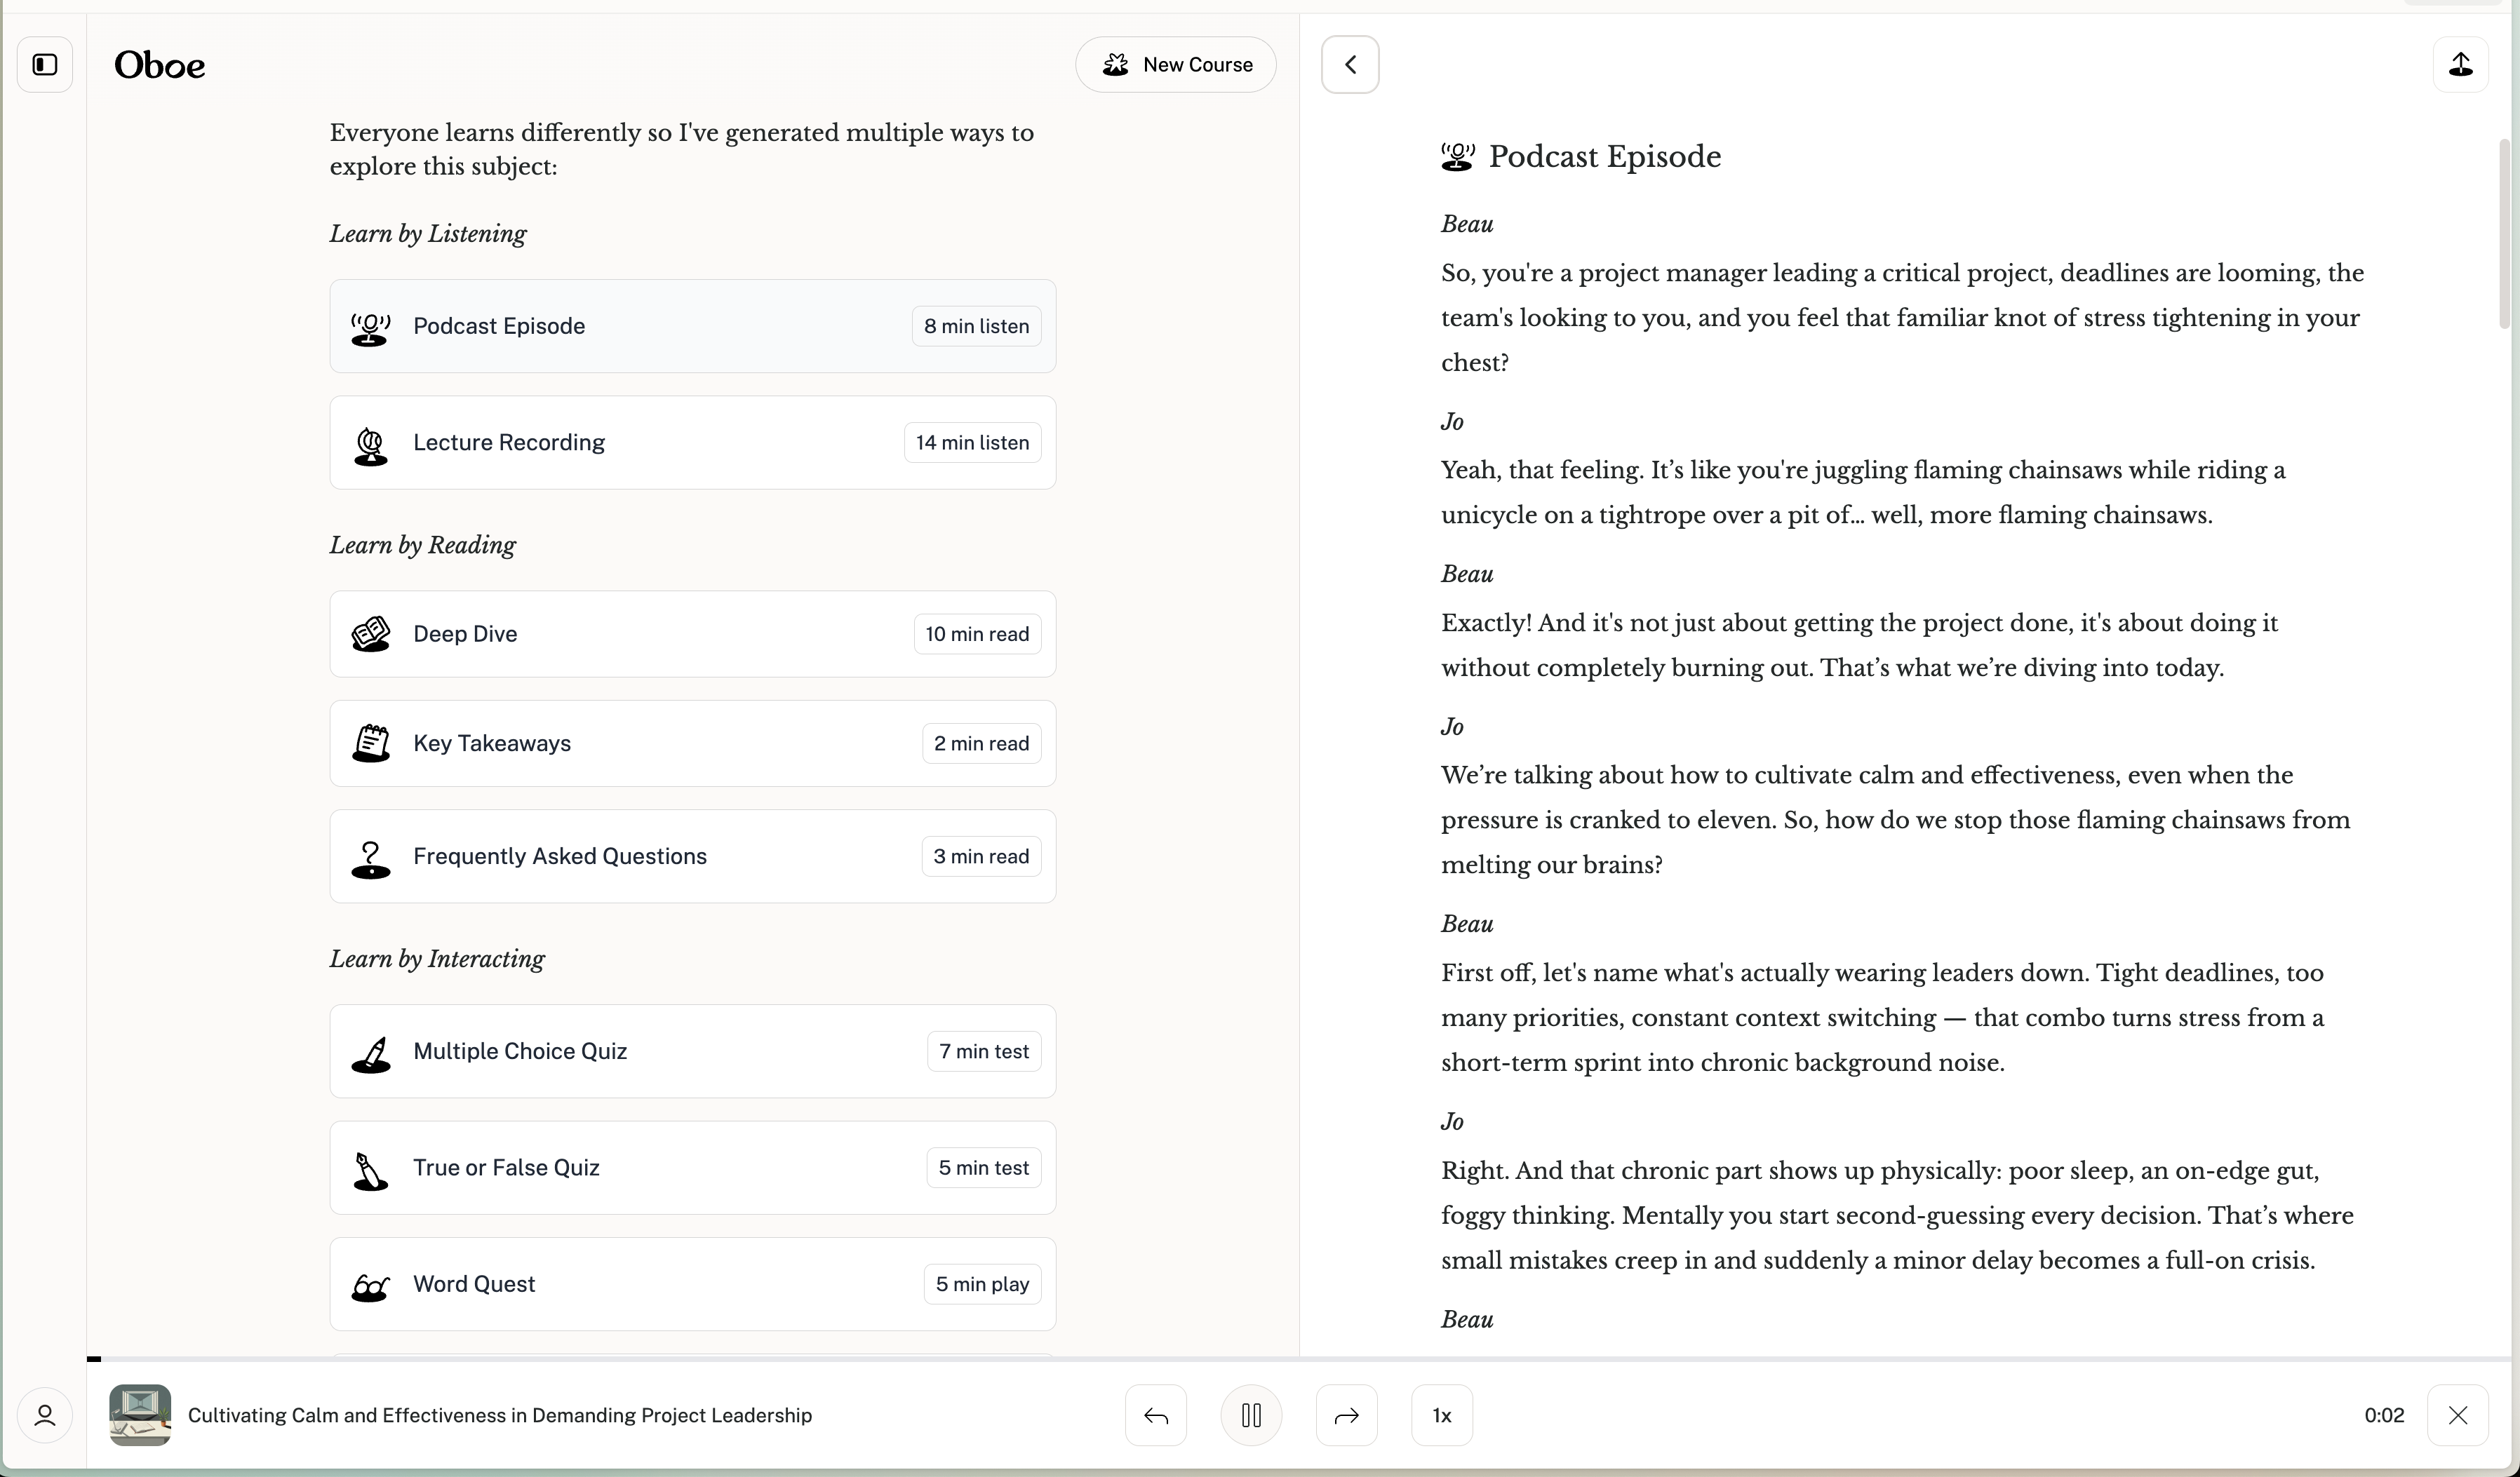 Oboe
New Course
Everyone learns differently so I've generated multiple ways to
explore this subject:
Learn by Listening
Podcast Episode
8 min listen
Lecture Recording
14 min listen
Learn by Reading
Deep Dive
10 min read
Key Takeaways
2 min read
Frequently Asked Questions
3 min read
Learn by Interacting
Multiple Choice Quiz
7 min test
True or False Quiz
5 min test
Word Quest
5 min play
Podcast Episode
Beau
So, you're a project manager leading a critical project, deadlines are looming, the
team's looking to you, and you feel that familiar knot of stress tightening in your
chest?
Jo
Yeah, that feeling. It’s like you're juggling flaming chainsaws while riding a
unicycle on a tightrope over a pit of… well, more flaming chainsaws.
Beau
Exactly! And it's not just about getting the project done, it's about doing it
without completely burning out. That’s what we’re diving into today.
Jo
We’re talking about how to cultivate calm and effectiveness, even when the
pressure is cranked to eleven. So, how do we stop those flaming chainsaws from
melting our brains?
Beau
First off, let's name what's actually wearing leaders down. Tight deadlines, too
many priorities, constant context switching — that combo turns stress from a
short-term sprint into chronic background noise.
Jo
Right. And that chronic part shows up physically: poor sleep, an on-edge gut,
foggy thinking. Mentally you start second-guessing every decision. That’s where
small mistakes creep in and suddenly a minor delay becomes a full-on crisis.
Beau
Cultivating Calm and Effectiveness in Demanding Project Leadership
1x
0:02